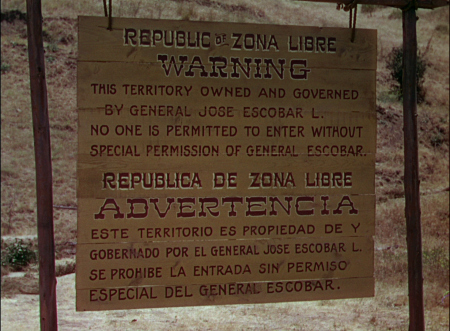 REPUBLIC DE ZONA LIBRE
WARNING
THIS TERRITORY OWNED AND GOVERNED
BY GENERAL JOSE ESCOBAR L.
NO ONE IS PERMITTED TO ENTER WITHOUT
SPECIAL PERMISSION OF GENERAL ESCOBAR.
REPUBLICA DE ZONA LIBRE
ADVERTENCIA
ESTE TERRITORIO ES PROPIEDAD DE Y
GOBERNADO POR EL GENERAL JOSE ESCOBAR L.
SE PROHIBE LA ENTRADA SIN PERMISO
ESPECIAL DEL GENERAL ESCOBAR.